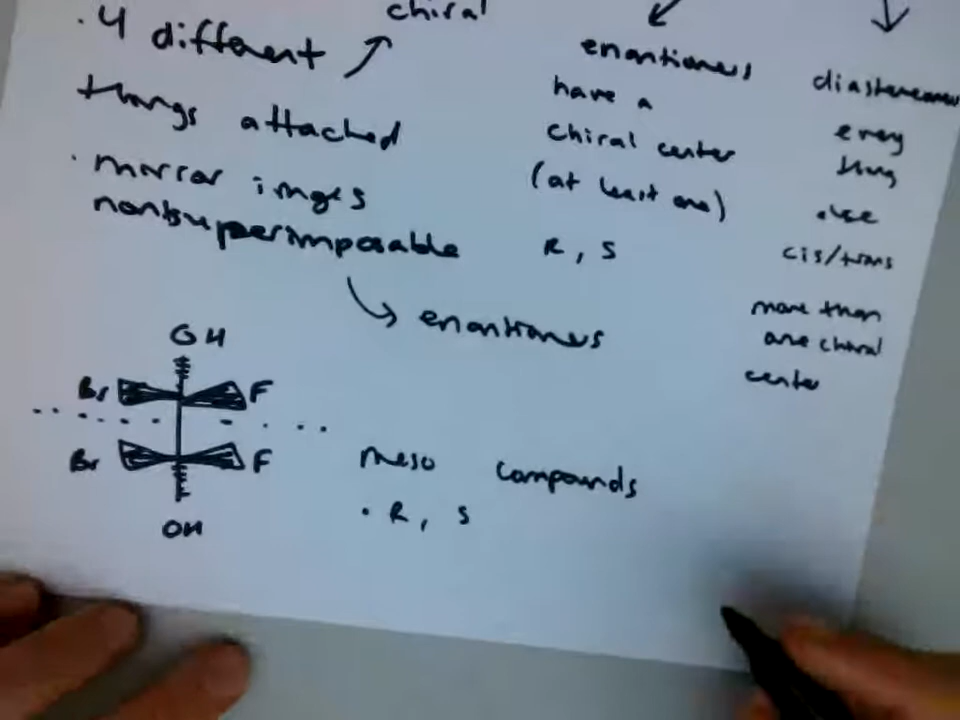 chiral
. 4 different
things attached
. mirror imgs
nonsuperimposable
enantiomers
enantiomers
have a
chiral center
(at least one)
R, S
diastereomers
every
thing
else
cis/trans
more than
one chiral
center
OH
Br F
Br F
OH
meso compounds
. R, S